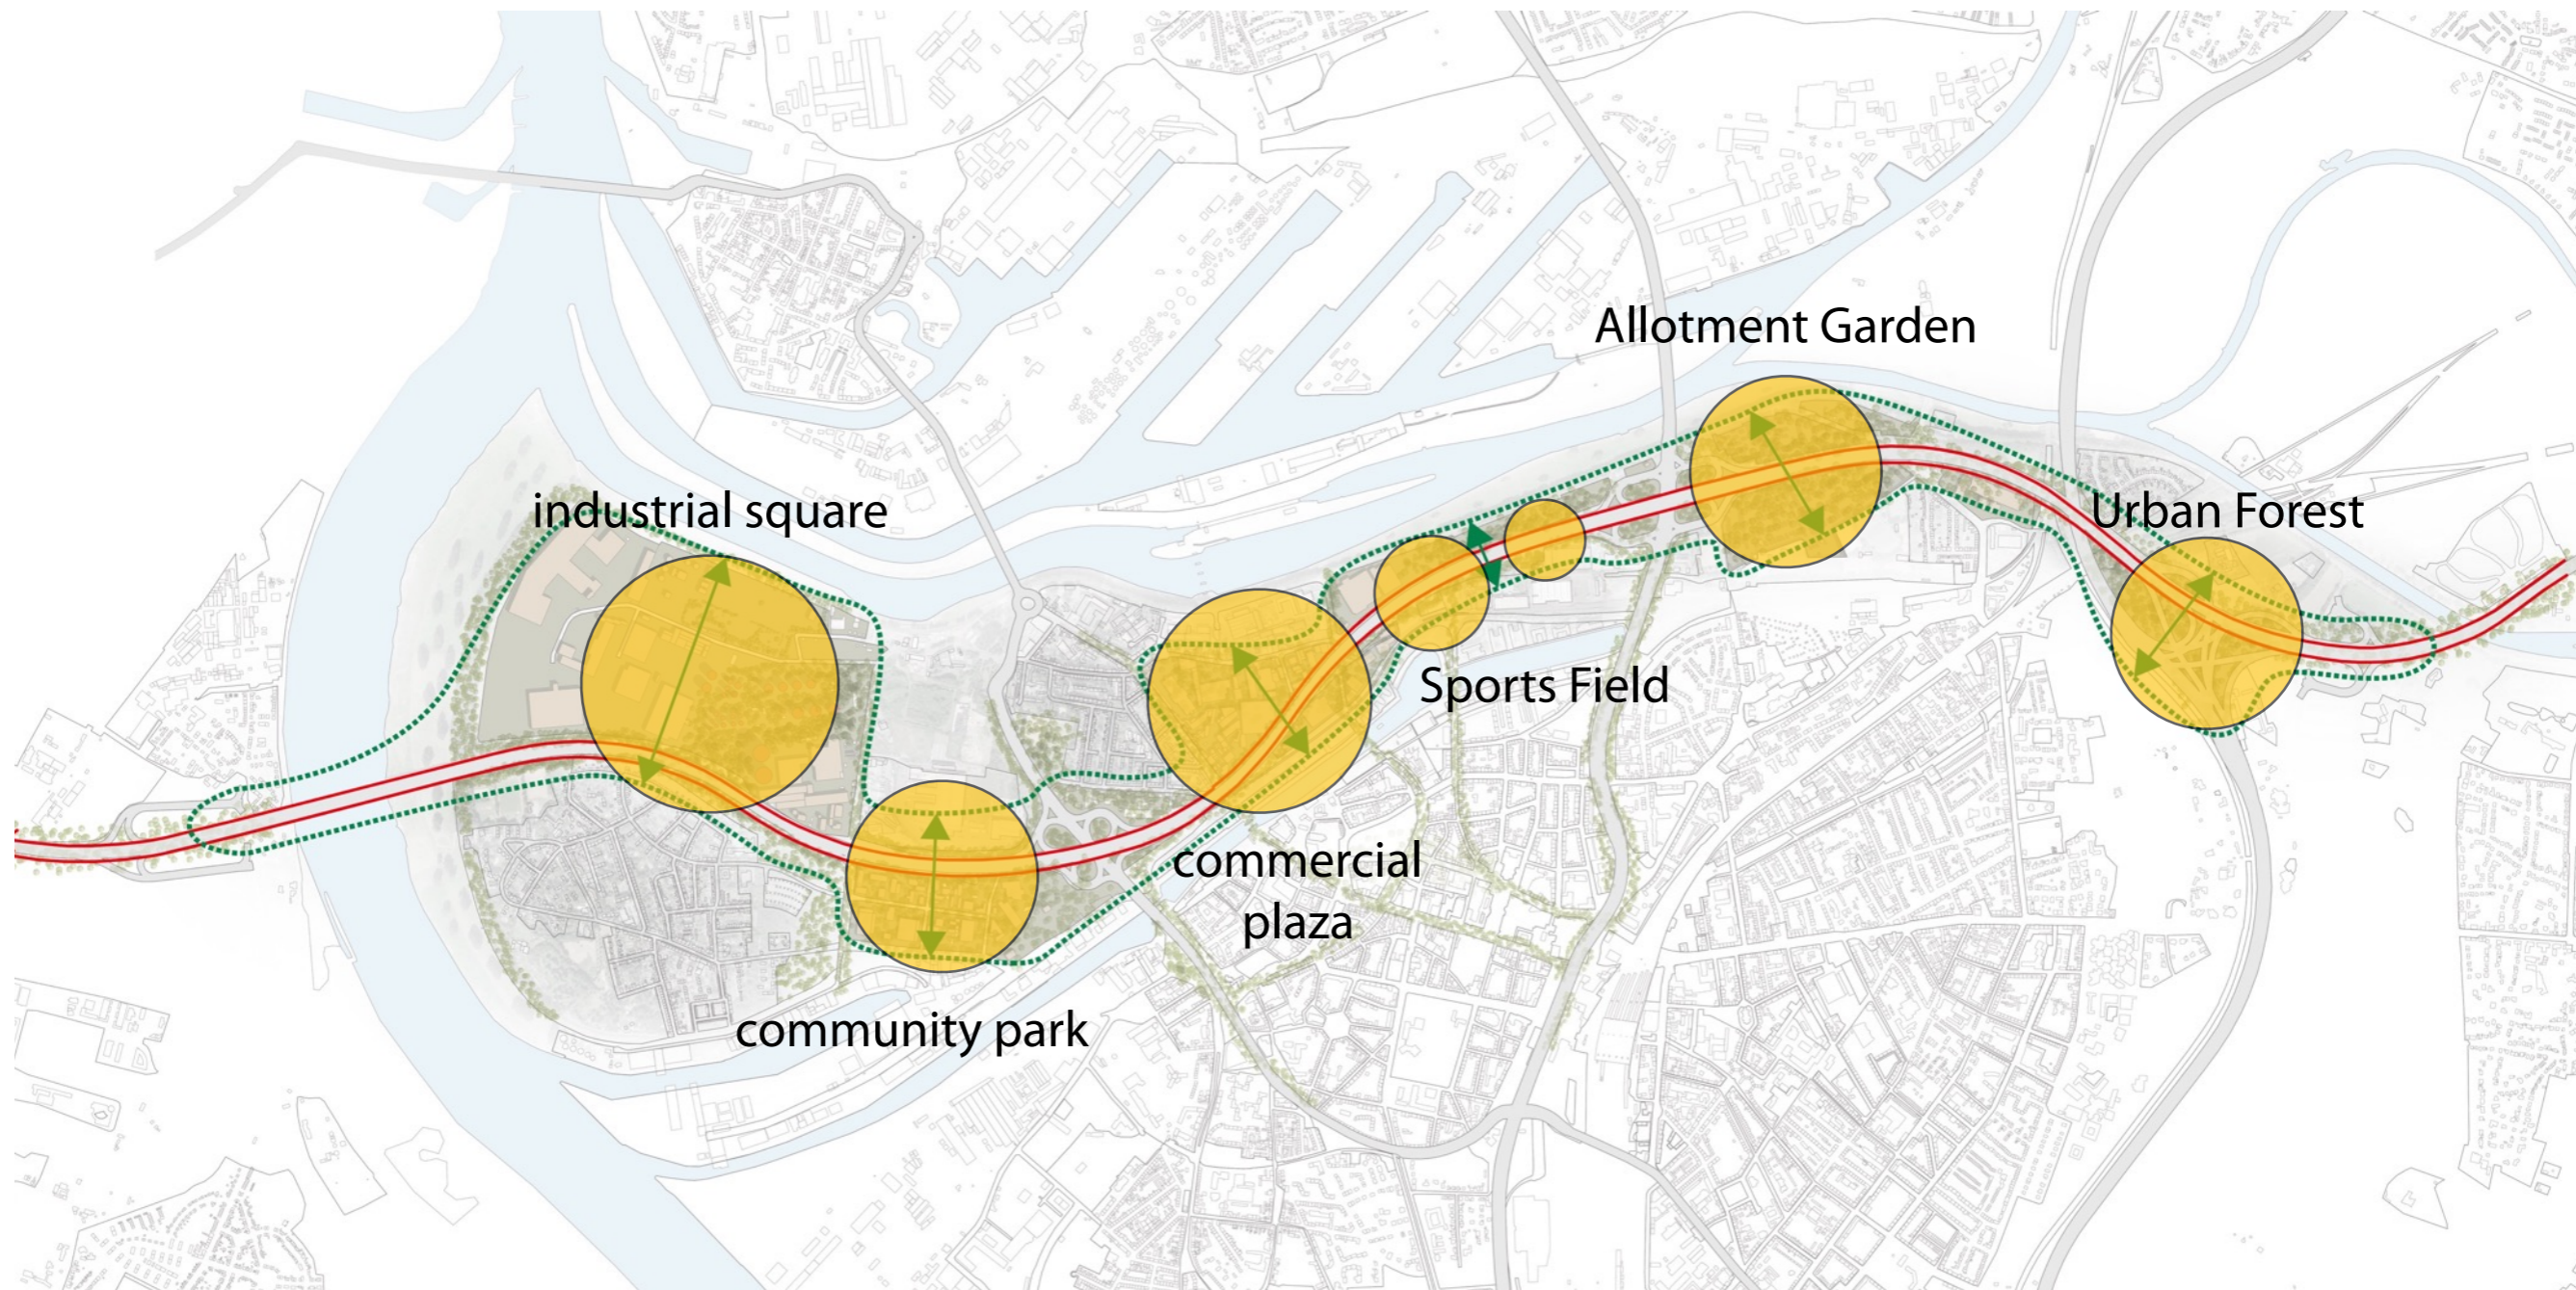 Allotment Garden
industrial square
Urban Forest
Sports Field
commercial
plaza
community park